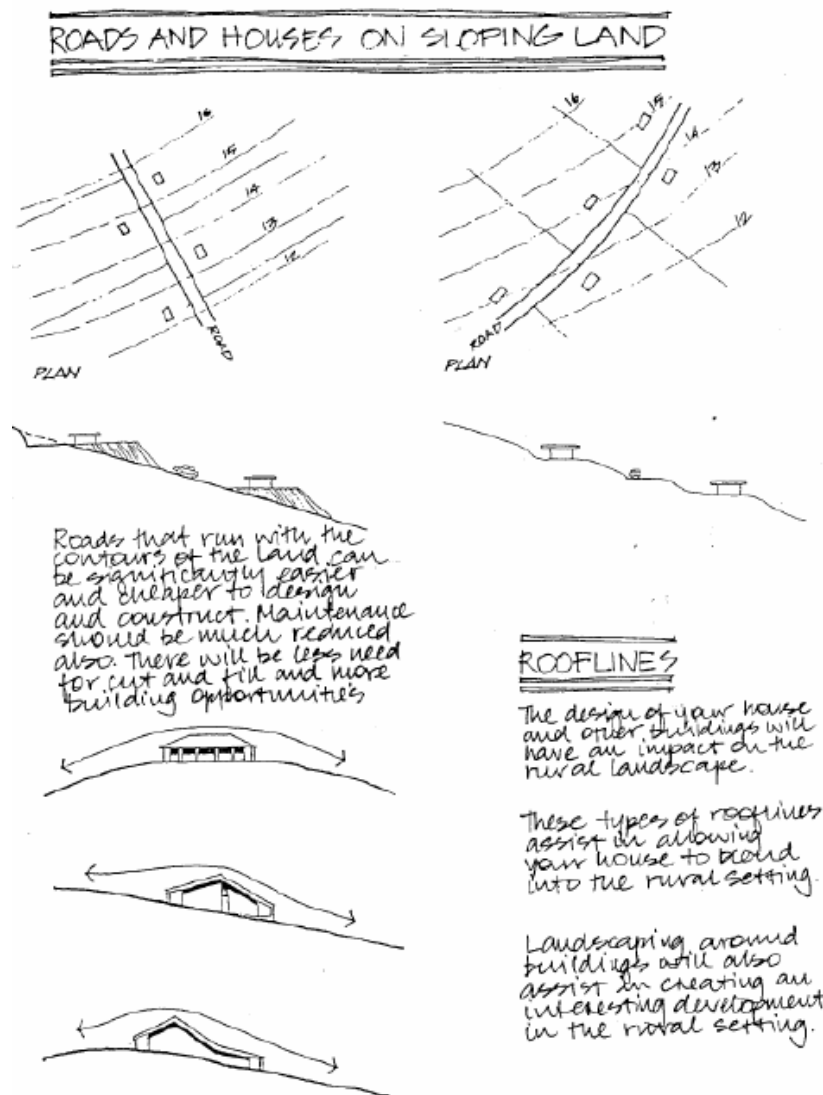 ROADS AND HOUSES ON SLOPING LAND
16
15
14
13
12
ROAD
PLAN
16
15
14
13
12
ROAD
PLAN
Roads that run with the
contours of the land can
be significantly easier
and cheaper to design
and construct. Maintenance
should be much reduced
also. There will be less need
for cut and fill and more
building opportunities
ROOFLINES
The design of your house
and other buildings will
have an impact on the
rural landscape.
These types of rooflines
assist in allowing
your house to blend
into the rural setting.
Landscaping around
buildings will also
assist in creating an
interesting development
in the rural setting.